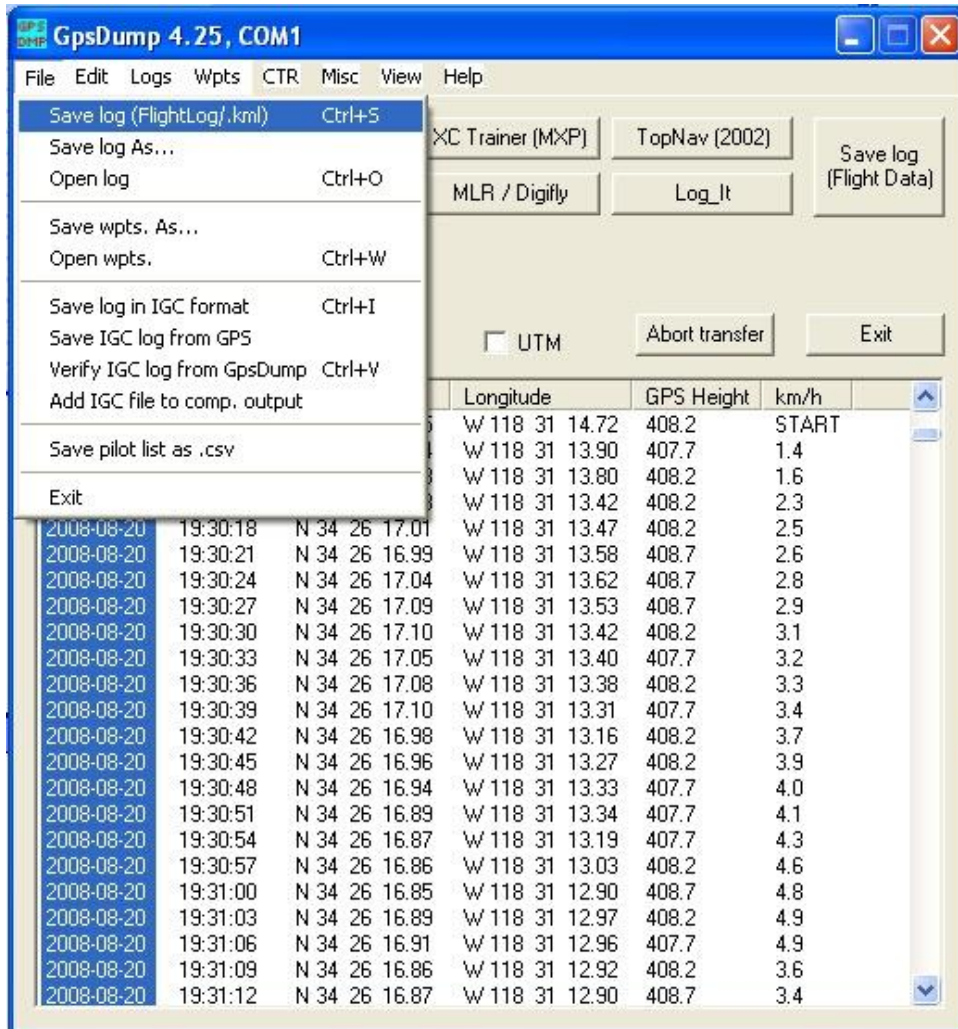 GPS
DMP
GpsDump 4.25, COM1
File Edit Logs Wpts CTR Misc View Help
Save log (FlightLog/.kml) Ctrl+S
Save log As...
Open log Ctrl+O
Save wpts. As...
Open wpts. Ctrl+W
Save log in IGC format Ctrl+I
Save IGC log from GPS
Verify IGC log from GpsDump Ctrl+V
Add IGC file to comp. output
Save pilot list as .csv
Exit
XC Trainer (MXP) TopNav (2002) Save log
(Flight Data)
MLR / Digifly Log_It
UTM Abort transfer Exit
Longitude GPS Height km/h
W 118 31 14.72 408.2 START
W 118 31 13.90 407.7 1.4
W 118 31 13.80 408.2 1.6
W 118 31 13.42 408.2 2.3
2008-08-20 19:30:18 N 34 26 17.01 W 118 31 13.47 408.2 2.5
2008-08-20 19:30:21 N 34 26 16.99 W 118 31 13.58 408.7 2.6
2008-08-20 19:30:24 N 34 26 17.04 W 118 31 13.62 408.7 2.8
2008-08-20 19:30:27 N 34 26 17.09 W 118 31 13.53 408.7 2.9
2008-08-20 19:30:30 N 34 26 17.10 W 118 31 13.42 408.2 3.1
2008-08-20 19:30:33 N 34 26 17.05 W 118 31 13.40 407.7 3.2
2008-08-20 19:30:36 N 34 26 17.08 W 118 31 13.38 408.2 3.3
2008-08-20 19:30:39 N 34 26 17.10 W 118 31 13.31 407.7 3.4
2008-08-20 19:30:42 N 34 26 16.98 W 118 31 13.16 408.2 3.7
2008-08-20 19:30:45 N 34 26 16.96 W 118 31 13.27 408.2 3.9
2008-08-20 19:30:48 N 34 26 16.94 W 118 31 13.33 407.7 4.0
2008-08-20 19:30:51 N 34 26 16.89 W 118 31 13.34 407.7 4.1
2008-08-20 19:30:54 N 34 26 16.87 W 118 31 13.19 407.7 4.3
2008-08-20 19:30:57 N 34 26 16.86 W 118 31 13.03 408.2 4.6
2008-08-20 19:31:00 N 34 26 16.85 W 118 31 12.90 408.7 4.8
2008-08-20 19:31:03 N 34 26 16.89 W 118 31 12.97 408.2 4.9
2008-08-20 19:31:06 N 34 26 16.91 W 118 31 12.96 407.7 4.9
2008-08-20 19:31:09 N 34 26 16.86 W 118 31 12.92 408.2 3.6
2008-08-20 19:31:12 N 34 26 16.87 W 118 31 12.90 408.7 3.4